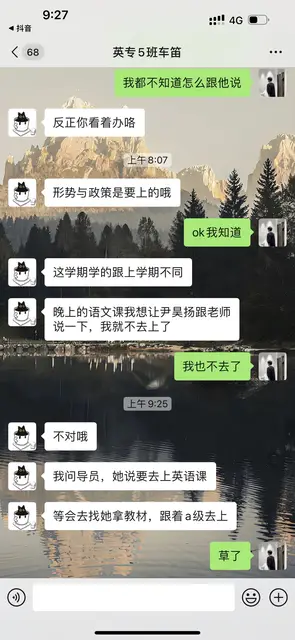 9:27
4G
抖音
68
英专5班车笛
我都不知道怎么跟他说
反正你看着办咯
上午8:07
形势与政策是要上的哦
ok我知道
这学期学的跟上学期不同
晚上的语文课我想让尹昊扬跟老师
说一下，我就不去上了
我也不去了
上午9:25
不对哦
我问导员，她说要去上英语课
等会去找她拿教材，跟着a级去上
草了